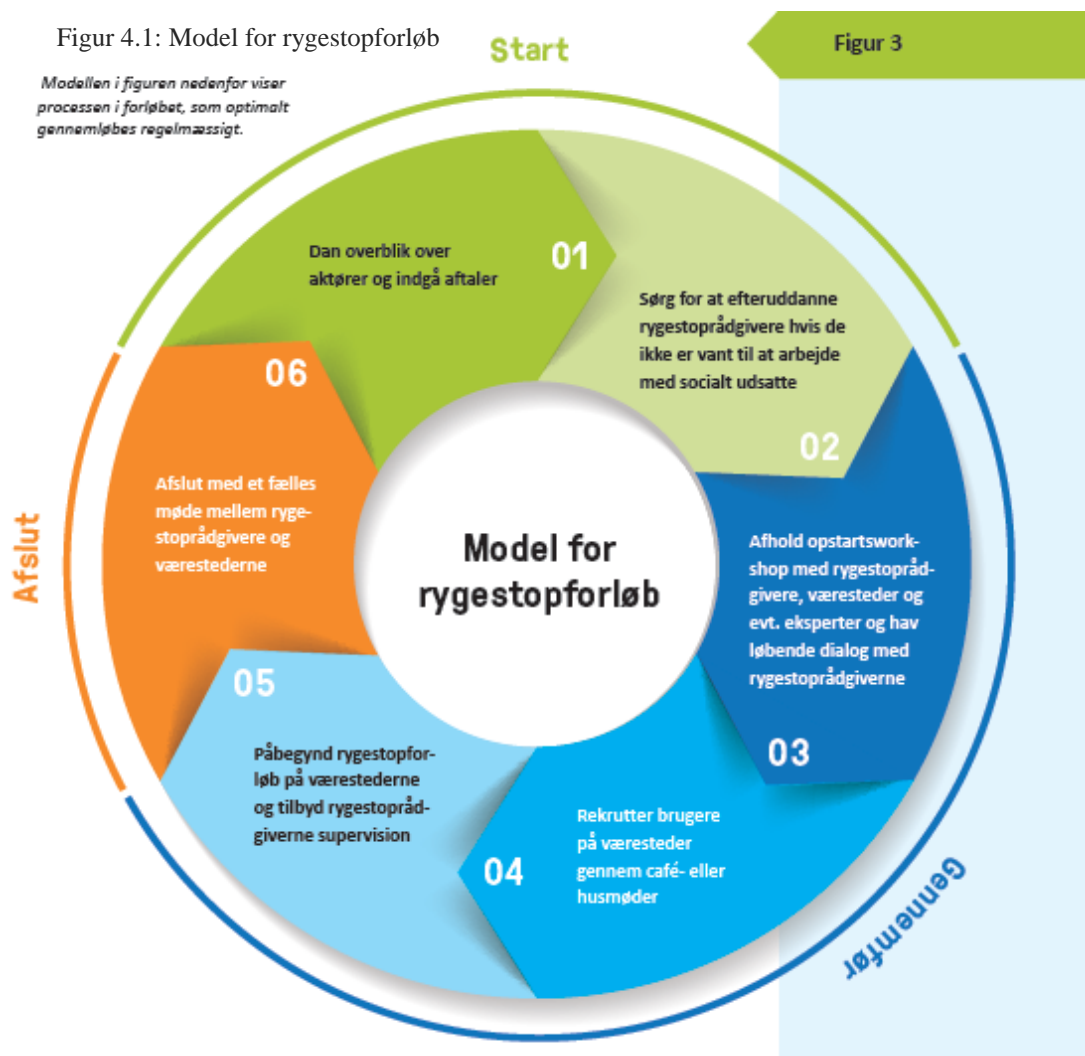 Figur 4.1: Model for rygestopforløb
Modellen i figuren nedenfor viser
processen i forløbet, som optimalt
gennemløbes regelmæssigt.
Start
Figur 3
Dan overblik over
aktører og indgå aftaler
01
Sørg for at efteruddanne
rygestoprådgivere hvis de
ikke er vant til at arbejde
med socialt udsatte
02
Afhold opstartswork-
shop med rygestopråd-
givere, væresteder og
evt. eksperter og hav
løbende dialog med
rygestoprådgiverne
03
Rekrutter brugere
på væresteder
gennem café- eller
husmøder
04
Påbegynd rygestopfor-
løb på værestederne
og tilbyd rygestopråd-
giverne supervision
05
Afslut med et fælles
møde mellem ryge-
stoprådgivere og
værestederne
06
Model for
rygestopforløb
Gennemfør
Afslut